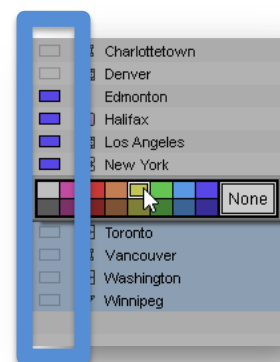 Charlottetown
Denver
Edmonton
Halifax
Los Angeles
New York
None
Toronto
Vancouver
Washington
Winnipeg